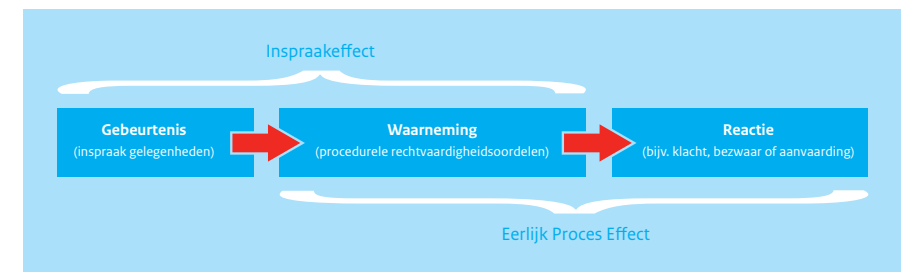 Inspraakeffect
Gebeurtenis
(inspraak gelegenheden)
Waarneming
(procedurele rechtvaardigheidsoordelen)
Reactie
(bijv. klacht, bezwaar of aanvaarding)
Eerlijk Proces Effect